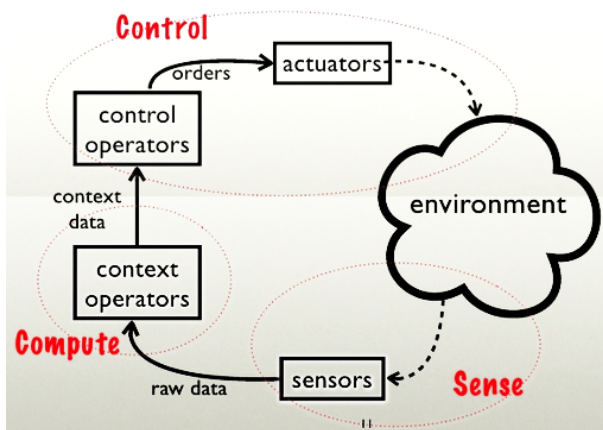 Control
orders
actuators
control
operators
context
data
environment
context
operators
Compute
raw data
sensors
Sense